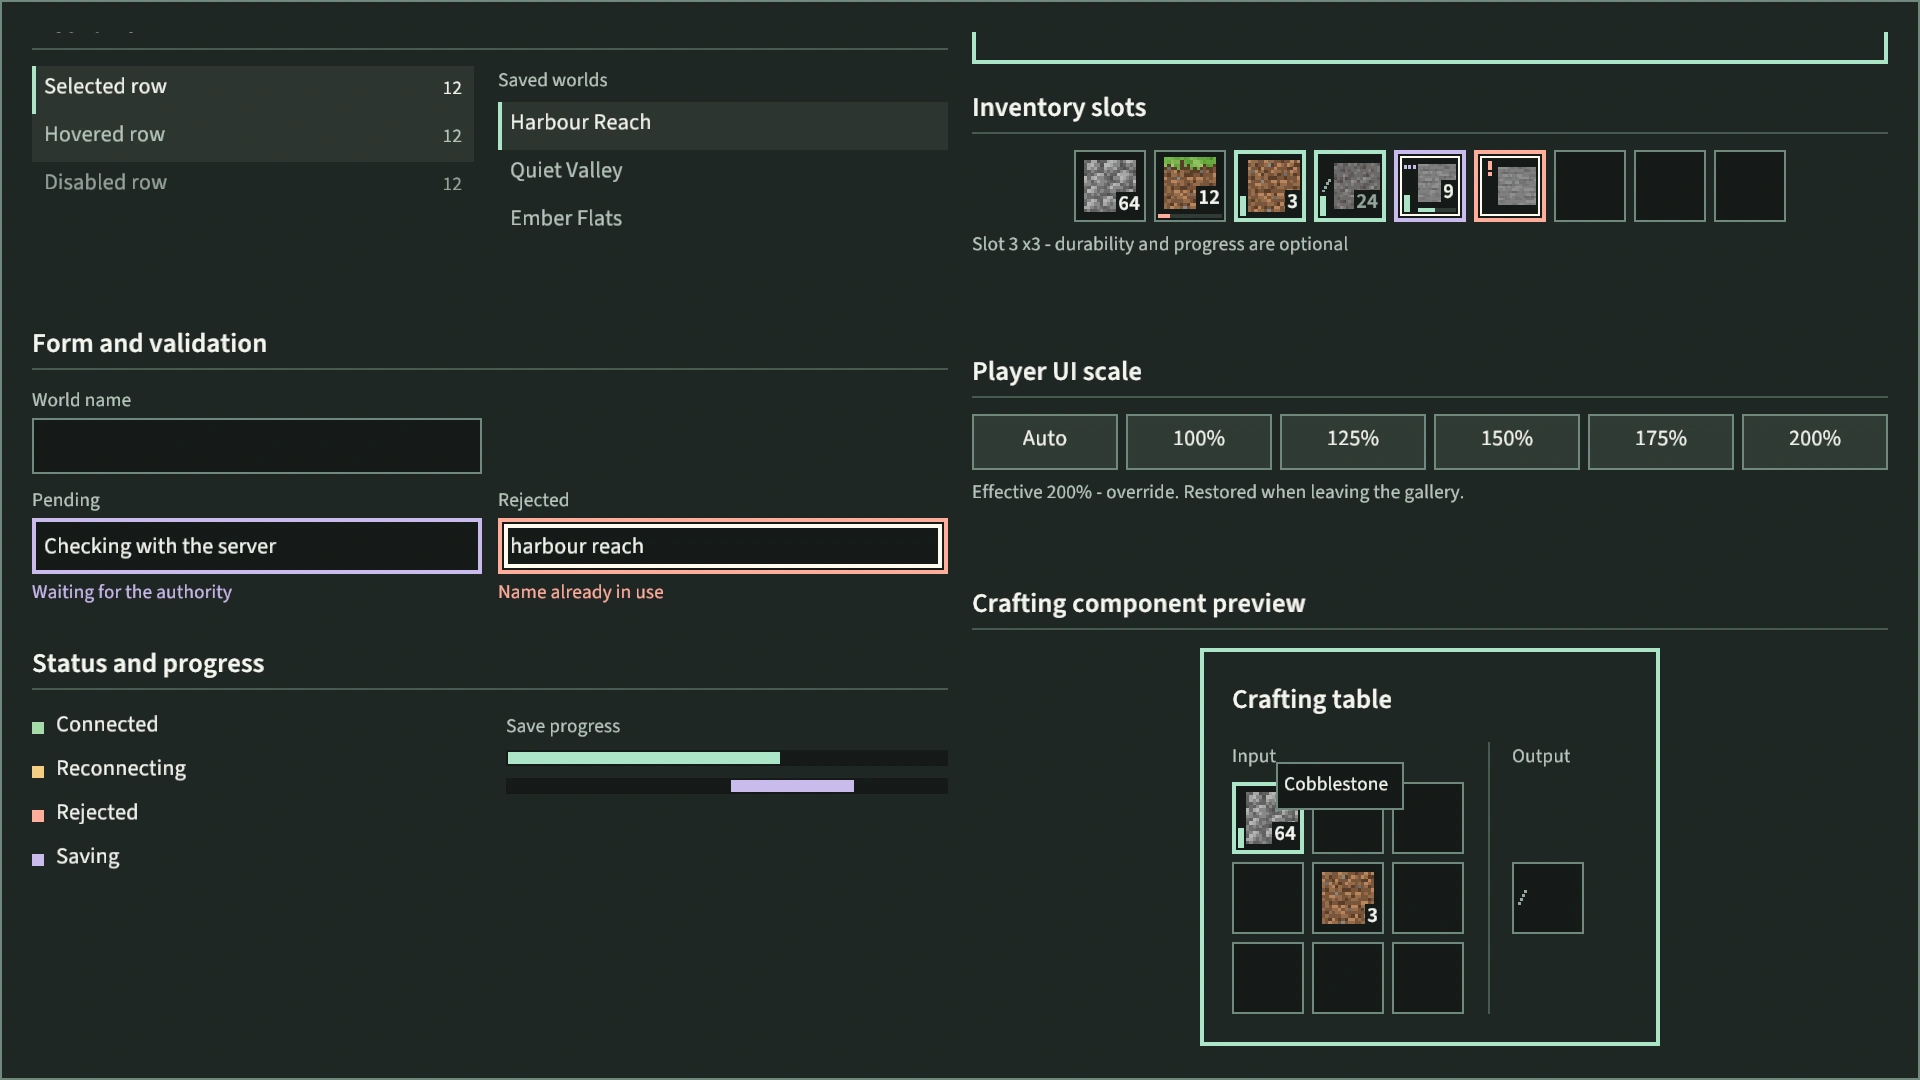 Selected row 12
Hovered row 12
Disabled row 12
Saved worlds
Harbour Reach
Quiet Valley
Ember Flats
Form and validation
World name
Pending
Checking with the server
Waiting for the authority
Rejected
harbour reach
Name already in use
Status and progress
Connected
Reconnecting
Rejected
Saving
Save progress
Inventory slots
64 12 3 24 9 !
Slot 3 x3 - durability and progress are optional
Player UI scale
Auto 100% 125% 150% 175% 200%
Effective 200% - override. Restored when leaving the gallery.
Crafting component preview
Crafting table
Input Output
Cobblestone
64
3